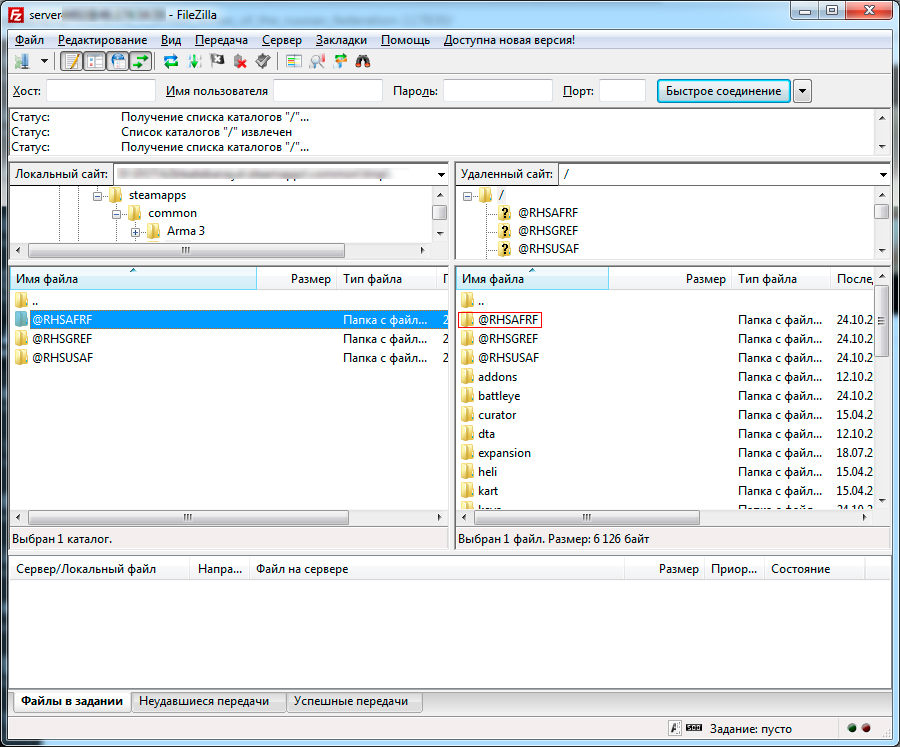 server
- FileZilla
Файл Редактирование Вид Передача Сервер Закладки Помощь Доступна новая версия!
Хост: Имя пользователя Пароль: Порт: Быстрое соединение
Статус: Получение списка каталогов "/"...
Статус: Список каталогов "/" извлечен
Статус: Получение списка каталогов "/"...
Локальный сайт:
steamapps
common
Arma 3
Удаленный сайт: /
/
@RHSAFRF
@RHSGREF
@RHSUSAF
Имя файла Размер Тип файла
..
@RHSAFRF Папка с файл... 2
@RHSGREF Папка с файл... 2
@RHSUSAF Папка с файл... 2
Выбран 1 каталог.
Имя файла Размер Тип файла Послед
..
@RHSAFRF Папка с файл... 24.10.2
@RHSGREF Папка с файл... 24.10.2
@RHSUSAF Папка с файл... 24.10.2
addons Папка с файл... 12.10.2
battleye Папка с файл... 24.10.2
curator Папка с файл... 15.04.2
dta Папка с файл... 12.10.2
expansion Папка с файл... 18.07.2
heli Папка с файл... 15.04.2
kart Папка с файл... 15.04.2
Выбран 1 файл. Размер: 6 126 байт
Сервер/Локальный файл Напра... Файл на сервере Размер Приор... Состояние
Файлы в задании Неудавшиеся передачи Успешные передачи
Задание: пусто